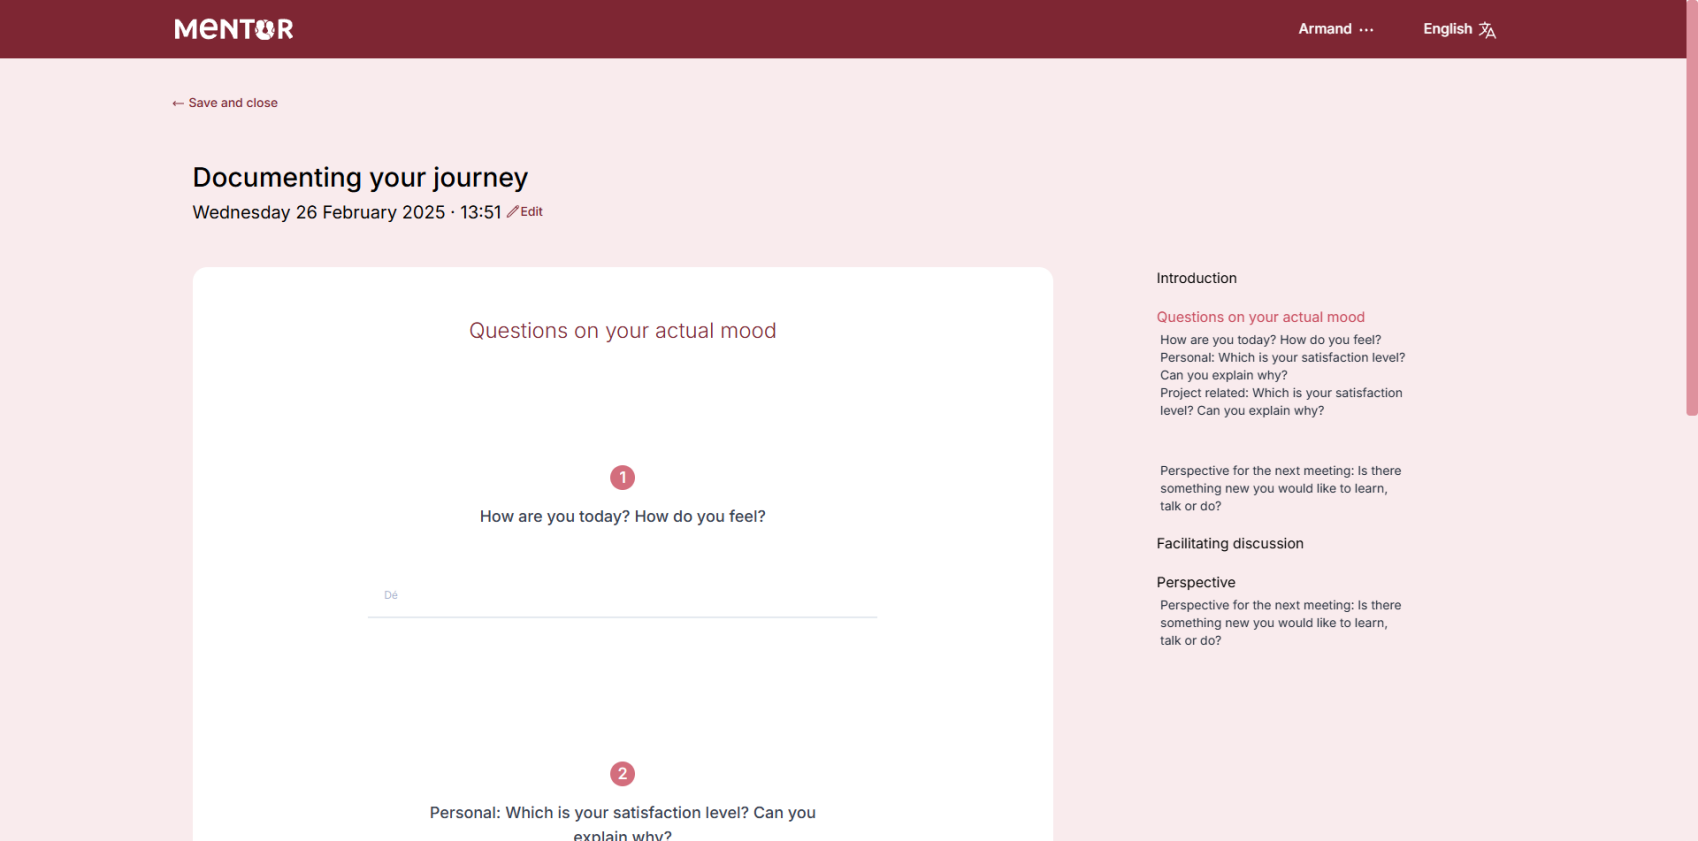 MENTOR
Armand ...
English
← Save and close
Documenting your journey
Wednesday 26 February 2025 · 13:51 Edit
Questions on your actual mood
1
How are you today? How do you feel?
Dé
2
Personal: Which is your satisfaction level? Can you
explain why?
Introduction
Questions on your actual mood
How are you today? How do you feel?
Personal: Which is your satisfaction level?
Can you explain why?
Project related: Which is your satisfaction
level? Can you explain why?
Perspective for the next meeting: Is there
something new you would like to learn,
talk or do?
Facilitating discussion
Perspective
Perspective for the next meeting: Is there
something new you would like to learn,
talk or do?